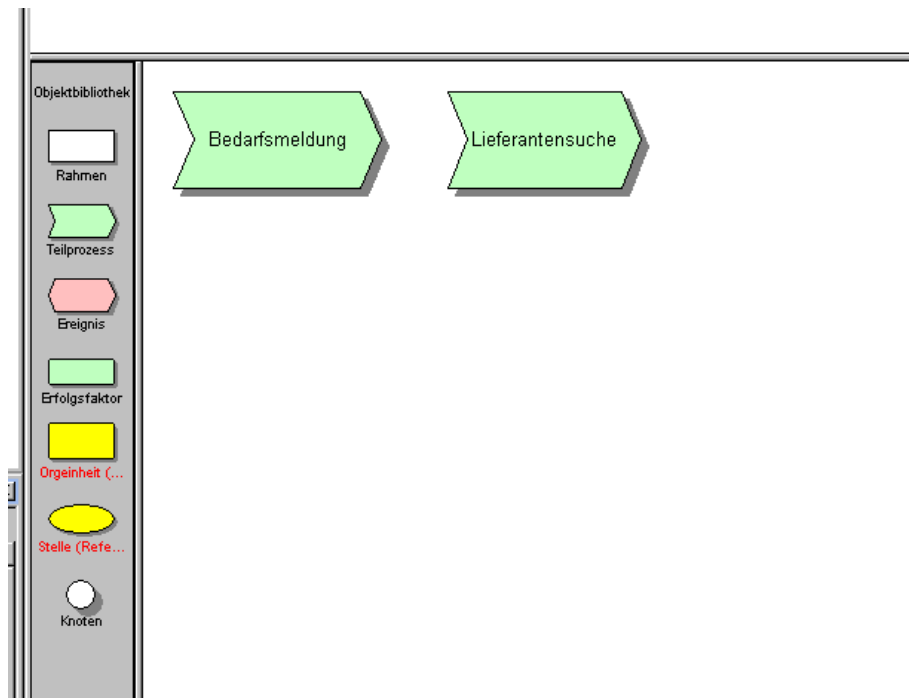 Objektbibliothek
Rahmen
Teilprozess
Ereignis
Erfolgsfaktor
Orgeinheit (...
Stelle (Refe...
Knoten
Bedarfsmeldung
Lieferantensuche